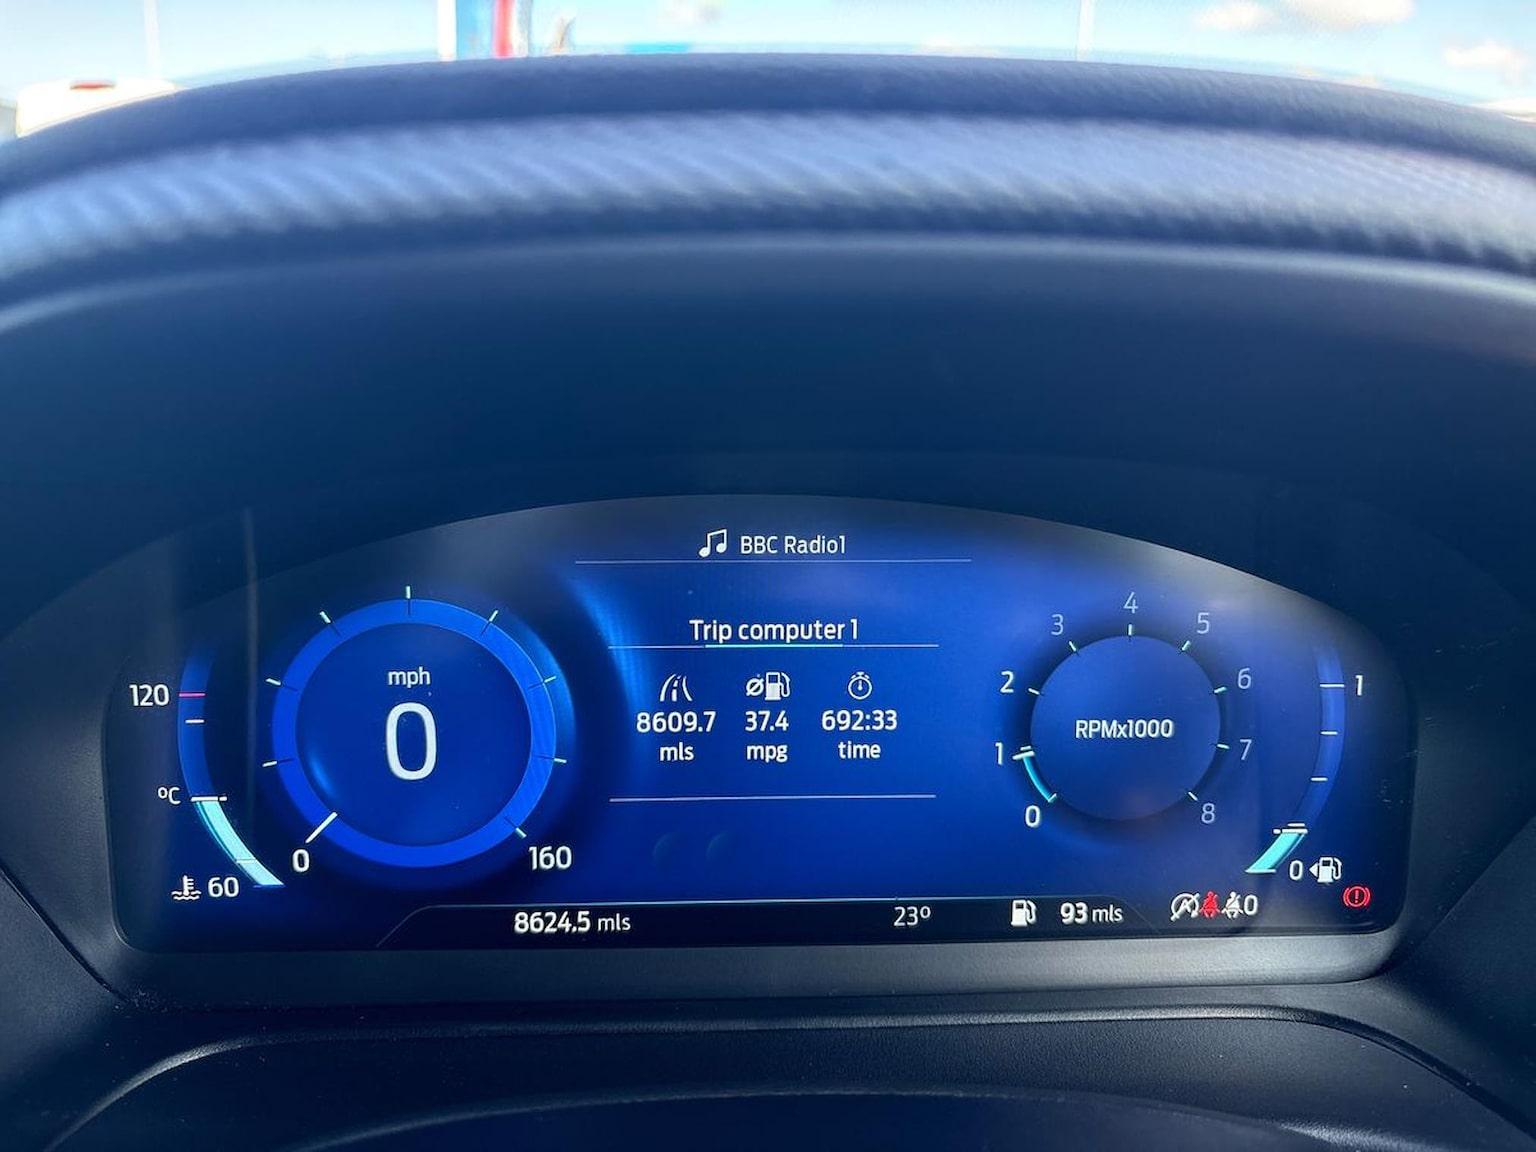 BBC Radio1
Trip computer 1
8609.7 37.4 692:33
mls mpg time
mph
0
0 160
120
ºC
60
RPMx1000
0 1 2 3 4 5 6 7 8
1
0
8624.5 mls 23º 93 mls 0